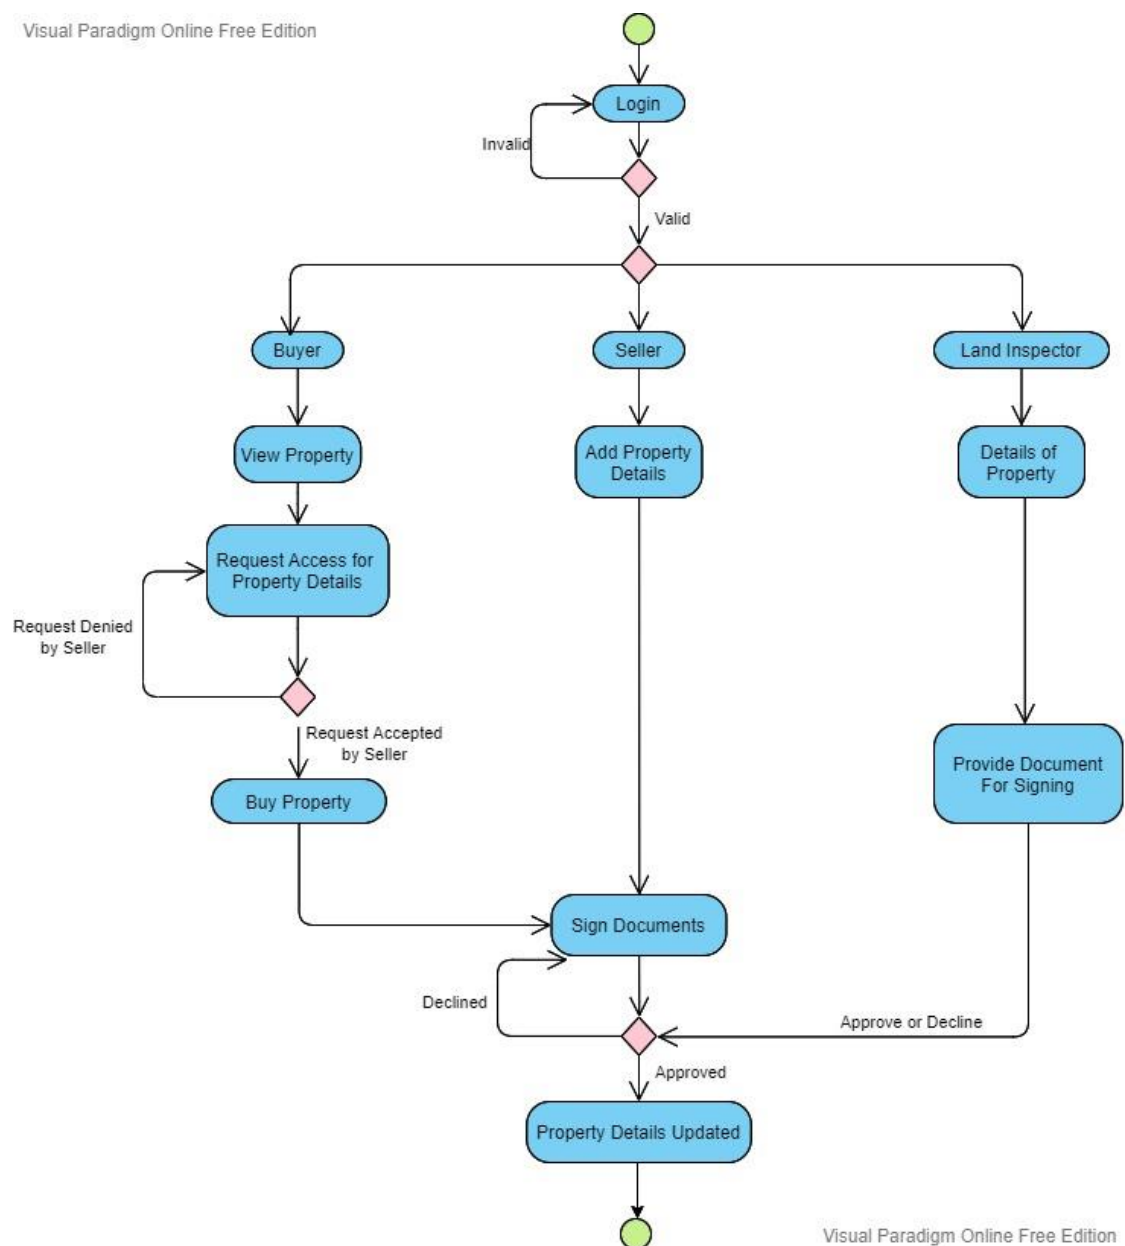 Visual Paradigm Online Free Edition
Login
Invalid
Valid
Buyer
Seller
Land Inspector
View Property
Add Property
Details
Details of
Property
Request Access for
Property Details
Request Denied
by Seller
Request Accepted
by Seller
Buy Property
Provide Document
For Signing
Sign Documents
Declined
Approve or Decline
Approved
Property Details Updated
Visual Paradigm Online Free Edition